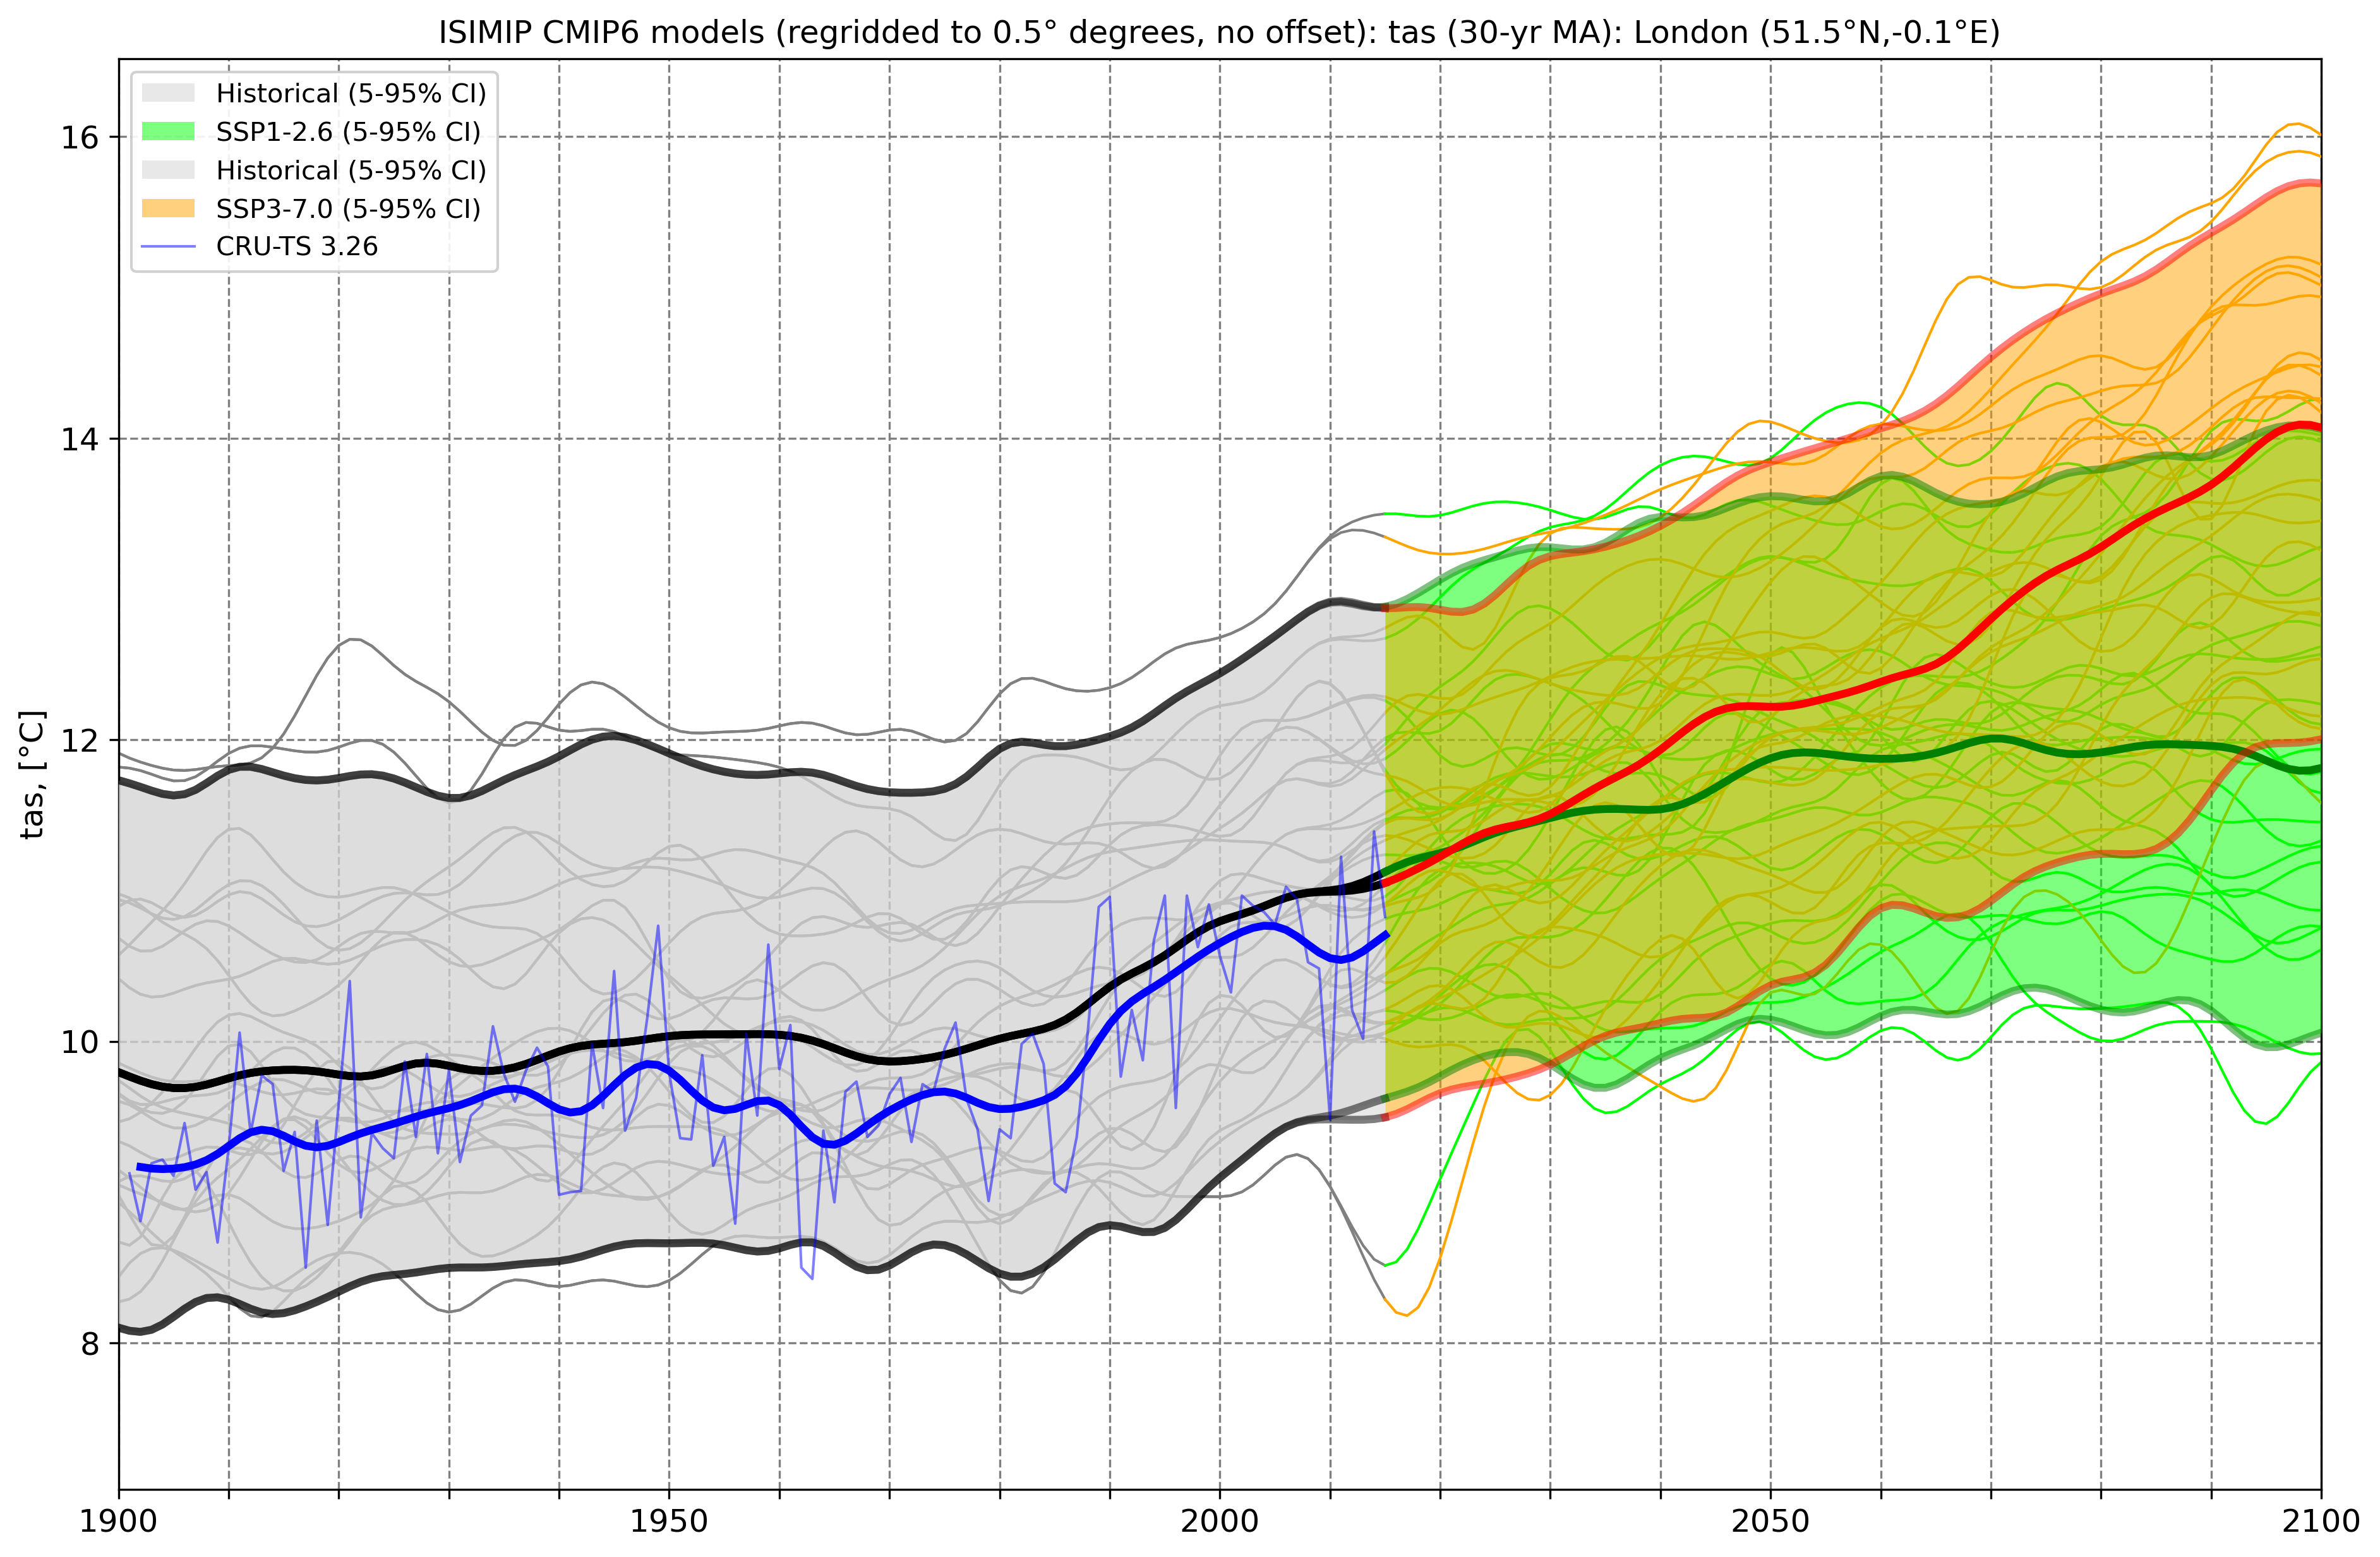 ISIMIP CMIP6 models (regridded to 0.5° degrees, no offset): tas (30-yr MA): London (51.5°N,-0.1°E)
Historical (5-95% CI)
SSP1-2.6 (5-95% CI)
Historical (5-95% CI)
SSP3-7.0 (5-95% CI)
CRU-TS 3.26
16
14
12
10
8
tas, [°C]
1900 1950 2000 2050 2100